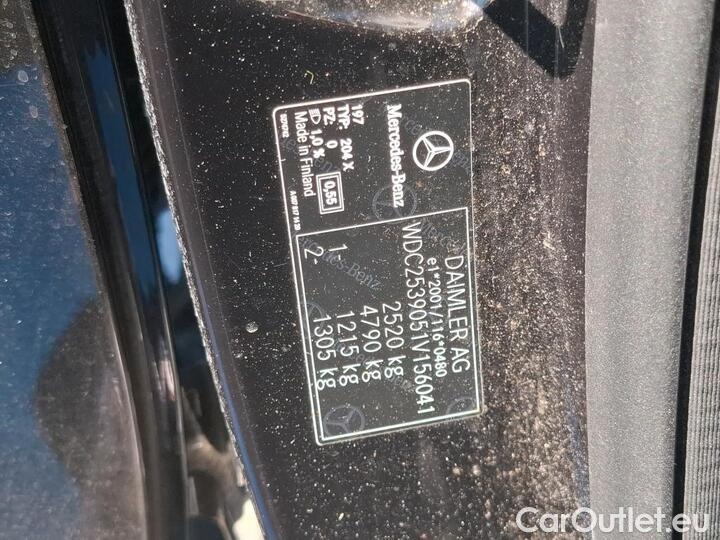 Mercedes-Benz
DAIMLER AG
e1*2001/116*0480
WDC2539051V156041
2520 kg
4790 kg
1- 1215 kg
2- 1305 kg
197
TYP: 204 X
PZ: 0
1,0 % 0,55
Made in Finland
CarOutlet.eu